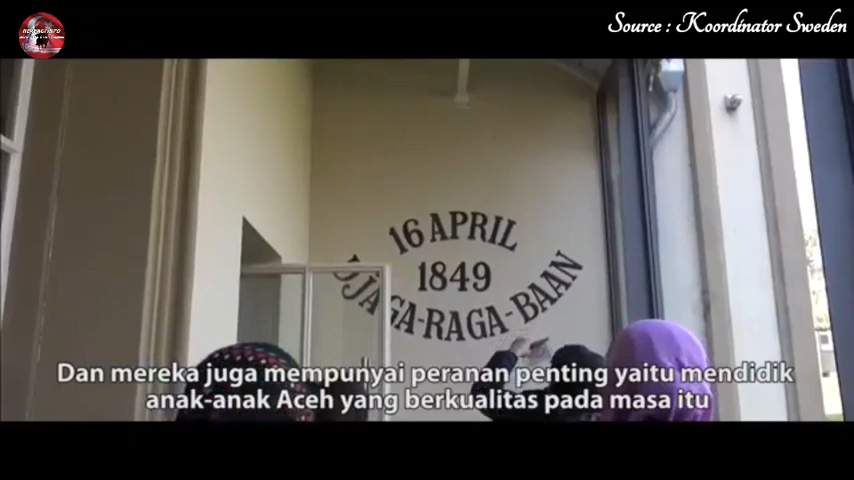 Source : Koordinator Sweden
16 APRIL
1849
DJAGA-RAGA-BAAN
Dan mereka juga mempunyai peranan penting yaitu mendidik
anak-anak Aceh yang berkualitas pada masa itu